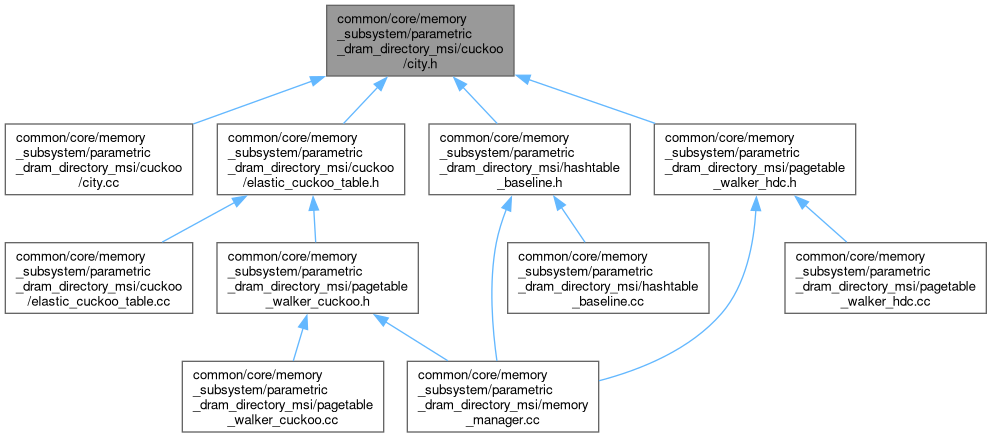 common/core/memory
_subsystem/parametric
_dram_directory_msi/cuckoo
/city.h
common/core/memory
_subsystem/parametric
_dram_directory_msi/cuckoo
/city.cc
common/core/memory
_subsystem/parametric
_dram_directory_msi/cuckoo
/elastic_cuckoo_table.h
common/core/memory
_subsystem/parametric
_dram_directory_msi/hashtable
_baseline.h
common/core/memory
_subsystem/parametric
_dram_directory_msi/pagetable
_walker_hdc.h
common/core/memory
_subsystem/parametric
_dram_directory_msi/cuckoo
/elastic_cuckoo_table.cc
common/core/memory
_subsystem/parametric
_dram_directory_msi/pagetable
_walker_cuckoo.h
common/core/memory
_subsystem/parametric
_dram_directory_msi/hashtable
_baseline.cc
common/core/memory
_subsystem/parametric
_dram_directory_msi/pagetable
_walker_hdc.cc
common/core/memory
_subsystem/parametric
_dram_directory_msi/pagetable
_walker_cuckoo.cc
common/core/memory
_subsystem/parametric
_dram_directory_msi/memory
_manager.cc